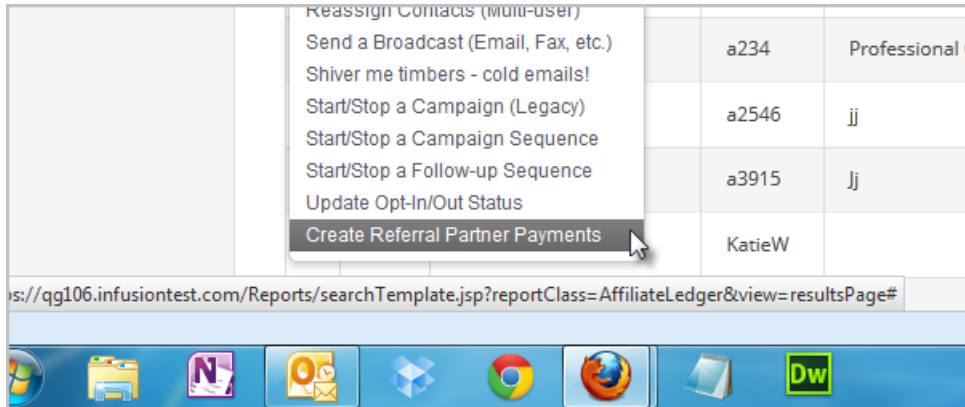 Reassign Contacts (Multi-user)
Send a Broadcast (Email, Fax, etc.)
Shiver me timbers - cold emails!
Start/Stop a Campaign (Legacy)
Start/Stop a Campaign Sequence
Start/Stop a Follow-up Sequence
Update Opt-In/Out Status
Create Referral Partner Payments
a234 Professional
a2546 jj
a3915 Jj
KatieW
s://qg106.infusiontest.com/Reports/searchTemplate.jsp?reportClass=AffiliateLedger&view=resultsPage#
N
O
Dw